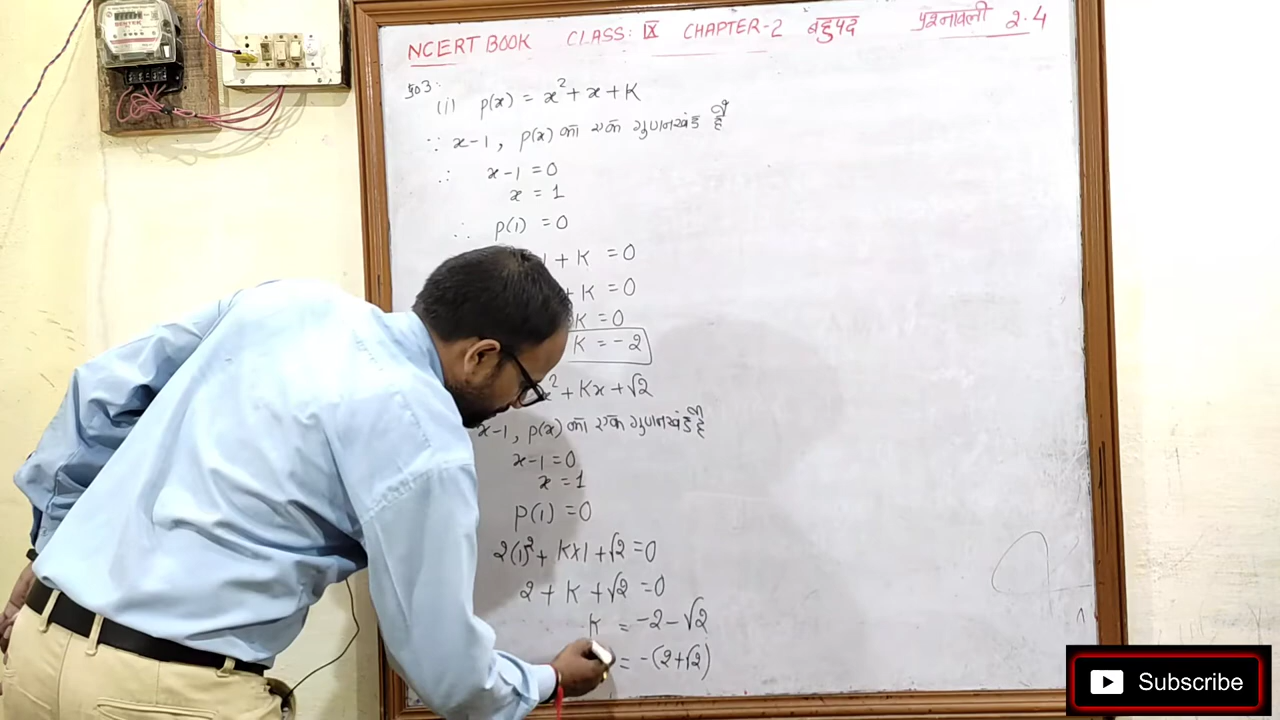 NCERT BOOK CLASS: IX CHAPTER-2 बहुपद प्रश्नावली 2.4
प्र०3:
(i) p(x) = x² + x + K
∵ x-1, p(x) का एक गुणनखंड है
∴ x-1 = 0
x = 1
∴ p(1) = 0
1 + K = 0
+ K = 0
K = 0
K = -2
x² + Kx + √2
x-1, p(x) का एक गुणनखंड है
x-1 = 0
x = 1
p(1) = 0
2(1)² + K×1 + √2 = 0
2 + K + √2 = 0
K = -2 - √2
= -(2+√2)
Subscribe